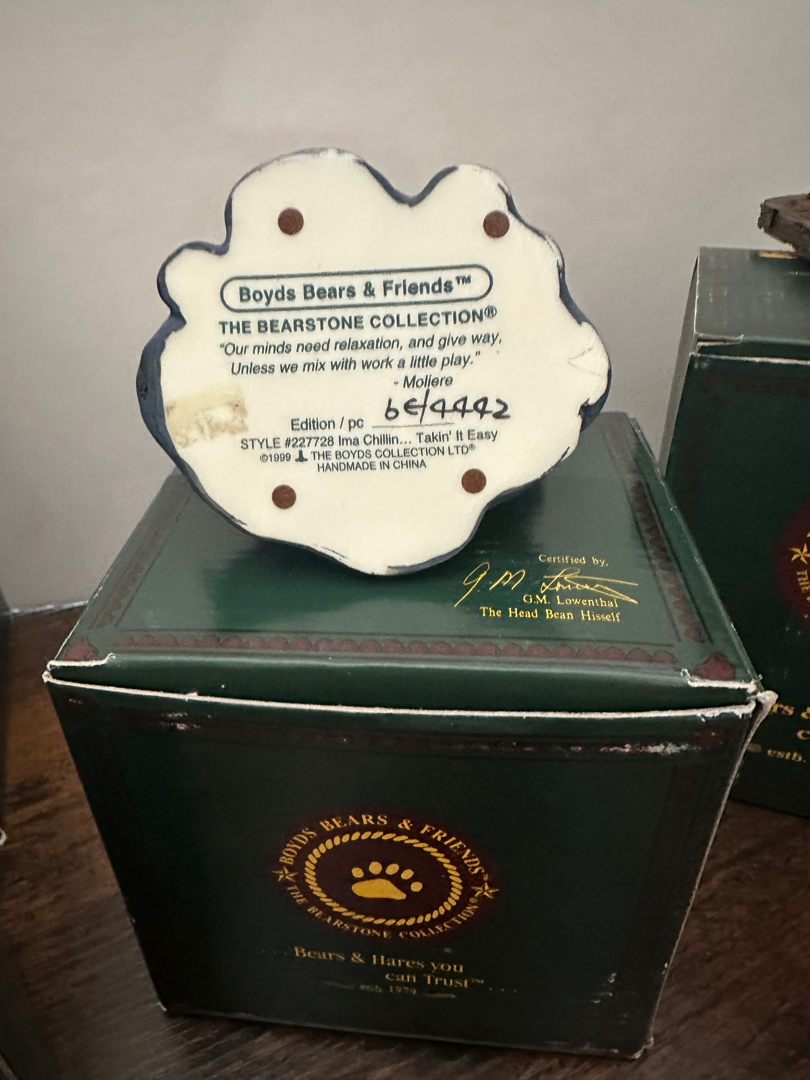 Boyds Bears & Friends™
THE BEARSTONE COLLECTION®
"Our minds need relaxation, and give way,
Unless we mix with work a little play."
- Moliere
Edition / pc 6E/4442
STYLE #227728 Ima Chillin... Takin' It Easy
©1999 THE BOYDS COLLECTION LTD®
HANDMADE IN CHINA
Certified by,
G.M. Lowenthal
The Head Bean Hisself
BOYDS BEARS & FRIENDS™
THE BEARSTONE COLLECTION®
Bears & Hares you
can Trust™
estb. 1979
estb.